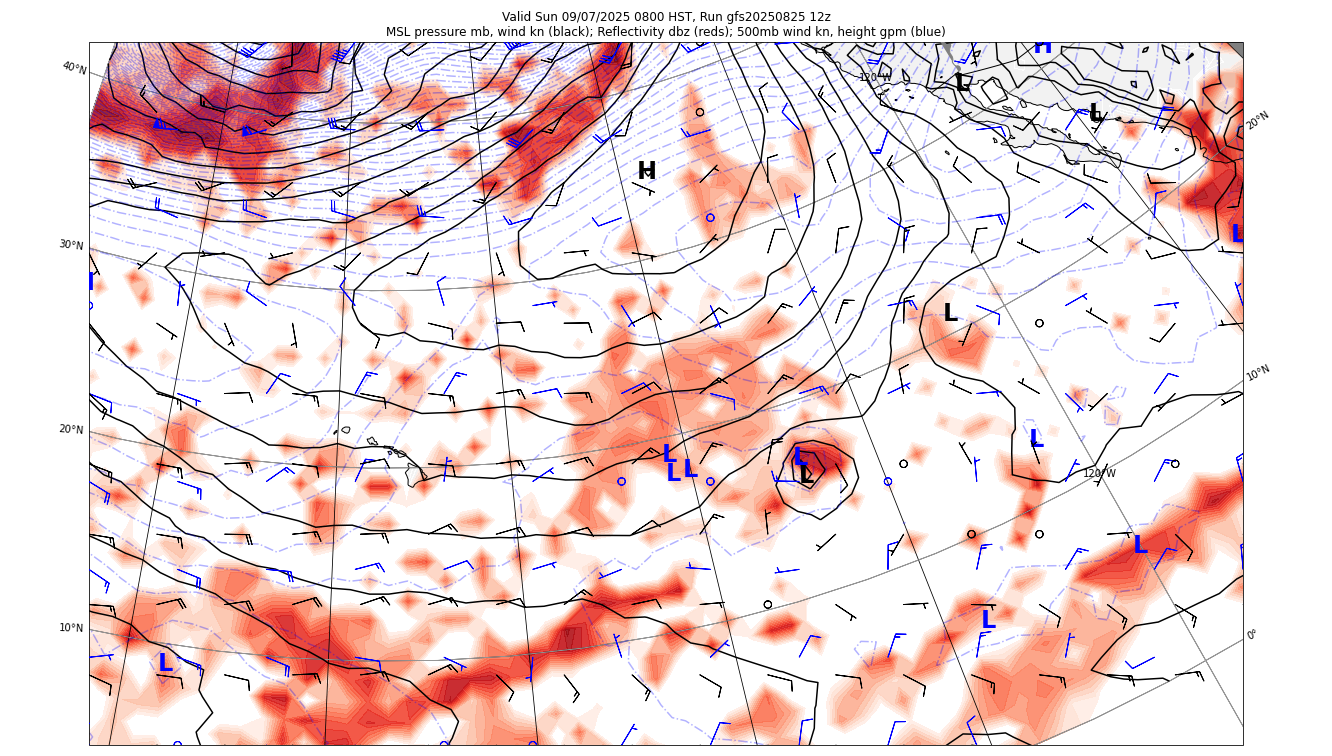 Valid Sun 09/07/2025 0800 HST, Run gfs20250825 12z
MSL pressure mb, wind kn (black); Reflectivity dbz (reds); 500mb wind kn, height gpm (blue)
H
40°N
120°W
L
L
20°N
H
30°N
L
L
10°N
20°N
L
L
L
L
L
L
120°W
L
10°N
L
0°
L